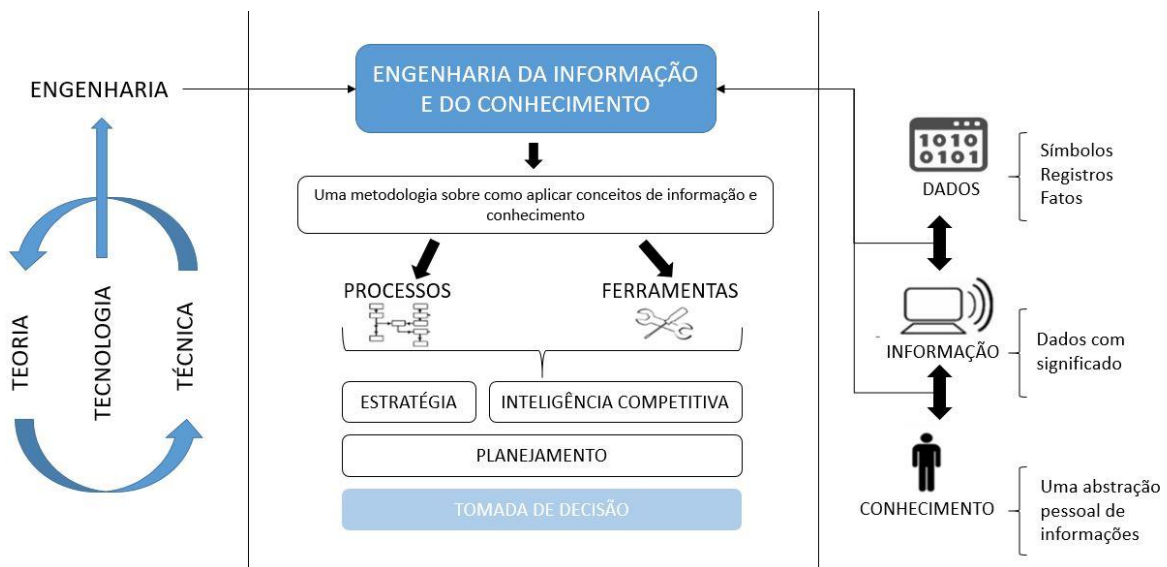 ENGENHARIA
TEORIA
TECNOLOGIA
TÉCNICA
ENGENHARIA DA INFORMAÇÃO
E DO CONHECIMENTO
Uma metodologia sobre como aplicar conceitos de informação e
conhecimento
PROCESSOS
FERRAMENTAS
ESTRATÉGIA
INTELIGÊNCIA COMPETITIVA
PLANEJAMENTO
TOMADA DE DECISÃO
1010
0101
DADOS
Símbolos
Registros
Fatos
INFORMAÇÃO
Dados com
significado
CONHECIMENTO
Uma abstração
pessoal de
informações